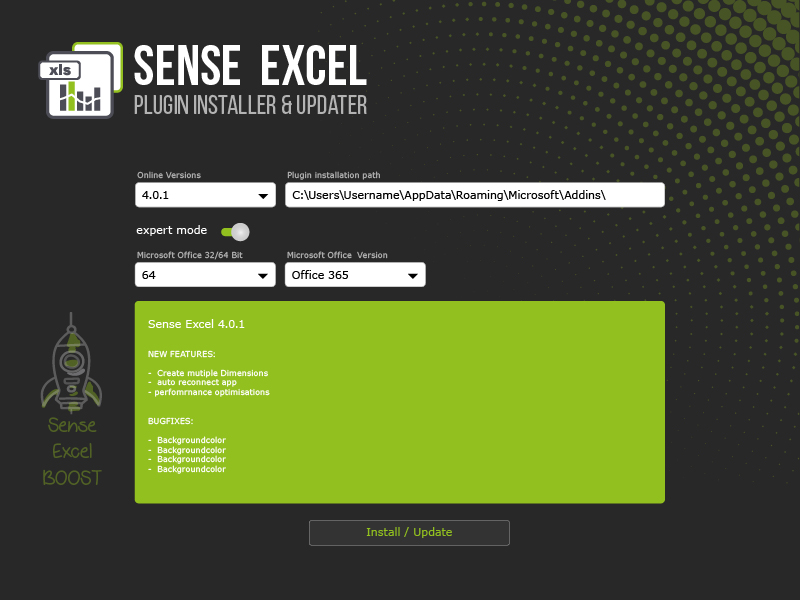 xls
SENSE EXCEL
PLUGIN INSTALLER & UPDATER
Online Versions
Plugin installation path
4.0.1
C:\Users\Username\AppData\Roaming\Microsoft\Addins\
expert mode
Microsoft Office 32/64 Bit
Microsoft Office Version
64
Office 365
Sense Excel 4.0.1
NEW FEATURES:
- Create mutiple Dimensions
- auto reconnect app
- perfomrnance optimisations
BUGFIXES:
- Backgroundcolor
- Backgroundcolor
- Backgroundcolor
- Backgroundcolor
Sense
Excel
BOOST
Install / Update